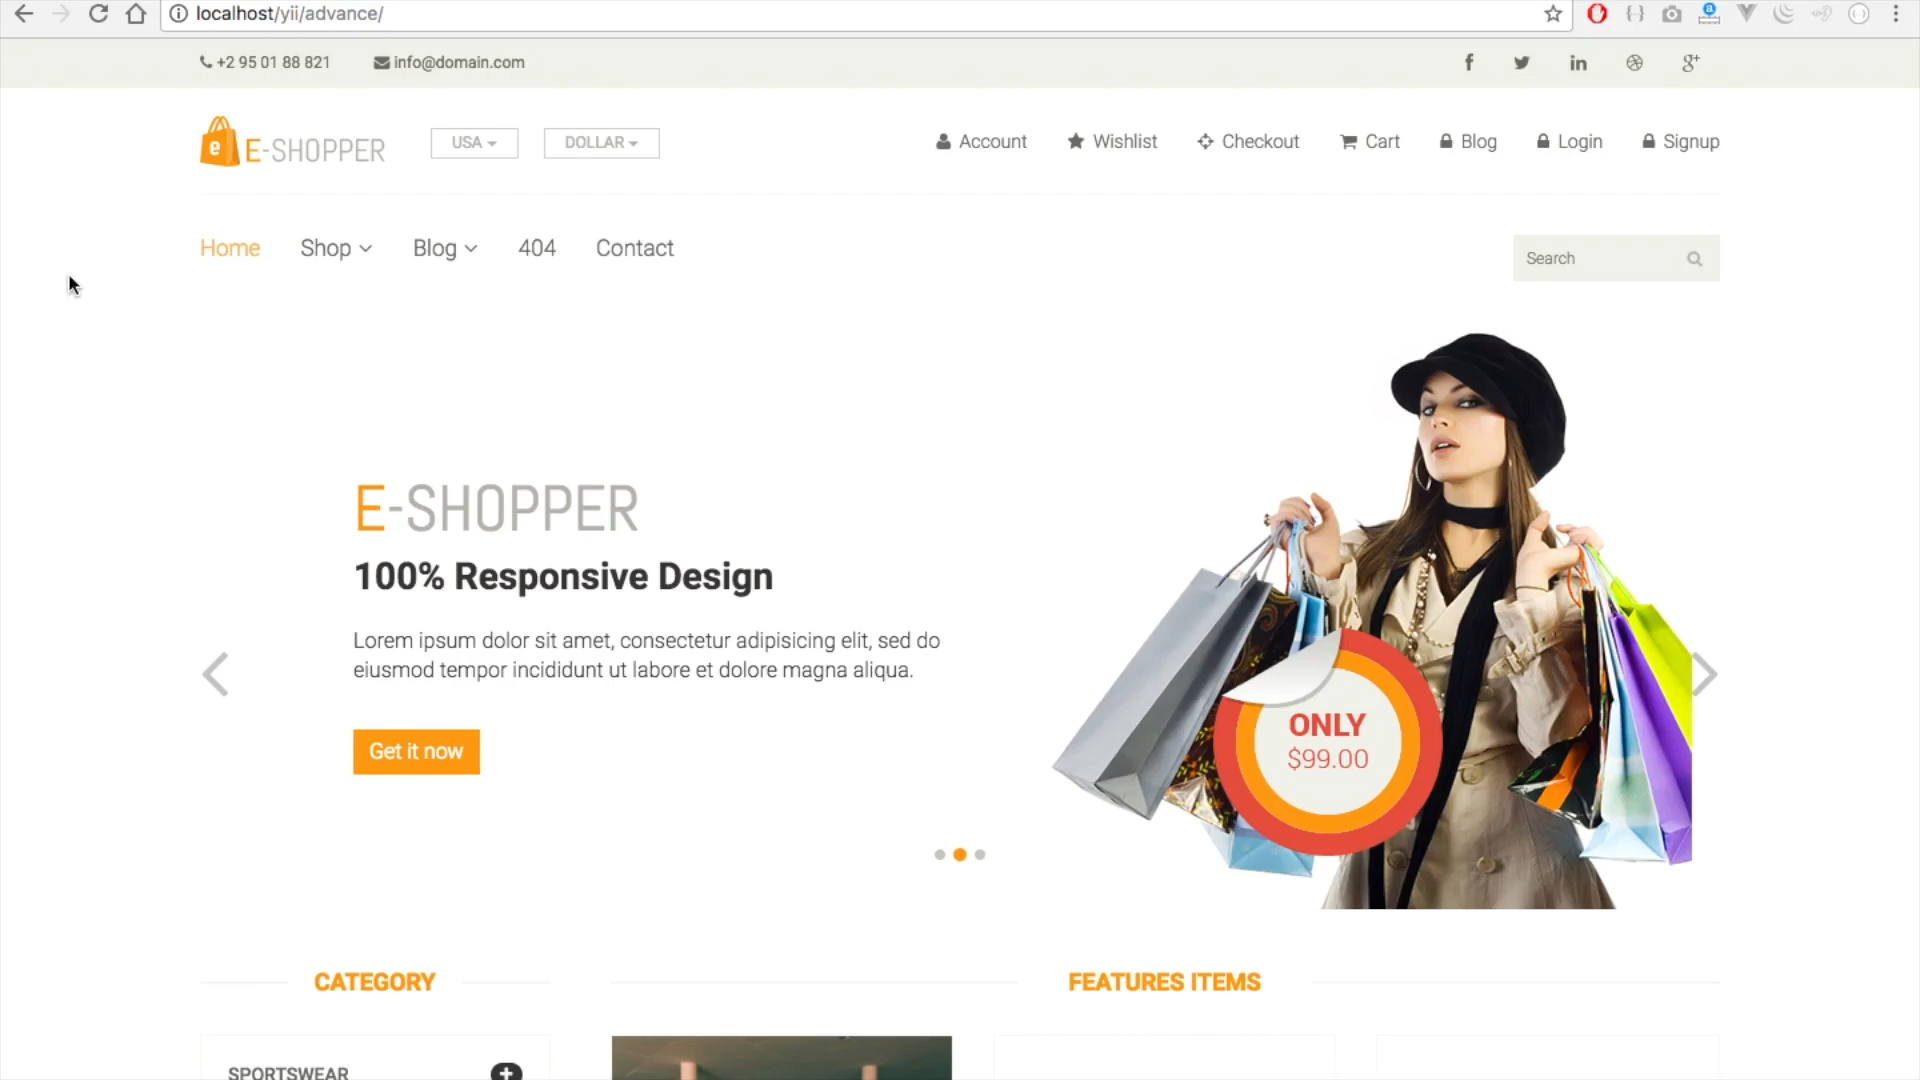 localhost/yii/advance/
+2 95 01 88 821
info@domain.com
E-SHOPPER
USA
DOLLAR
Account
Wishlist
Checkout
Cart
Blog
Login
Signup
Home
Shop
Blog
404
Contact
Search
E-SHOPPER
100% Responsive Design
Lorem ipsum dolor sit amet, consectetur adipisicing elit, sed do
eiusmod tempor incididunt ut labore et dolore magna aliqua.
Get it now
ONLY
$99.00
CATEGORY
FEATURES ITEMS
SPORTSWEAR